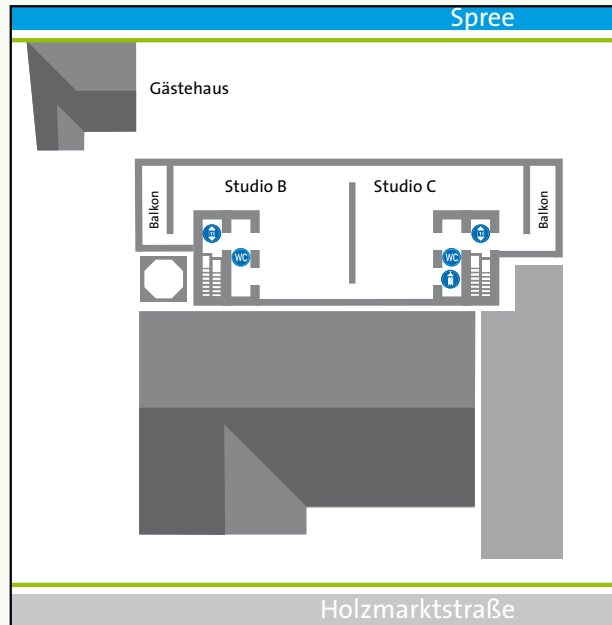 Spree
Gästehaus
Studio B
Studio C
Balkon
Balkon
WC
WC
Holzmarktstraße